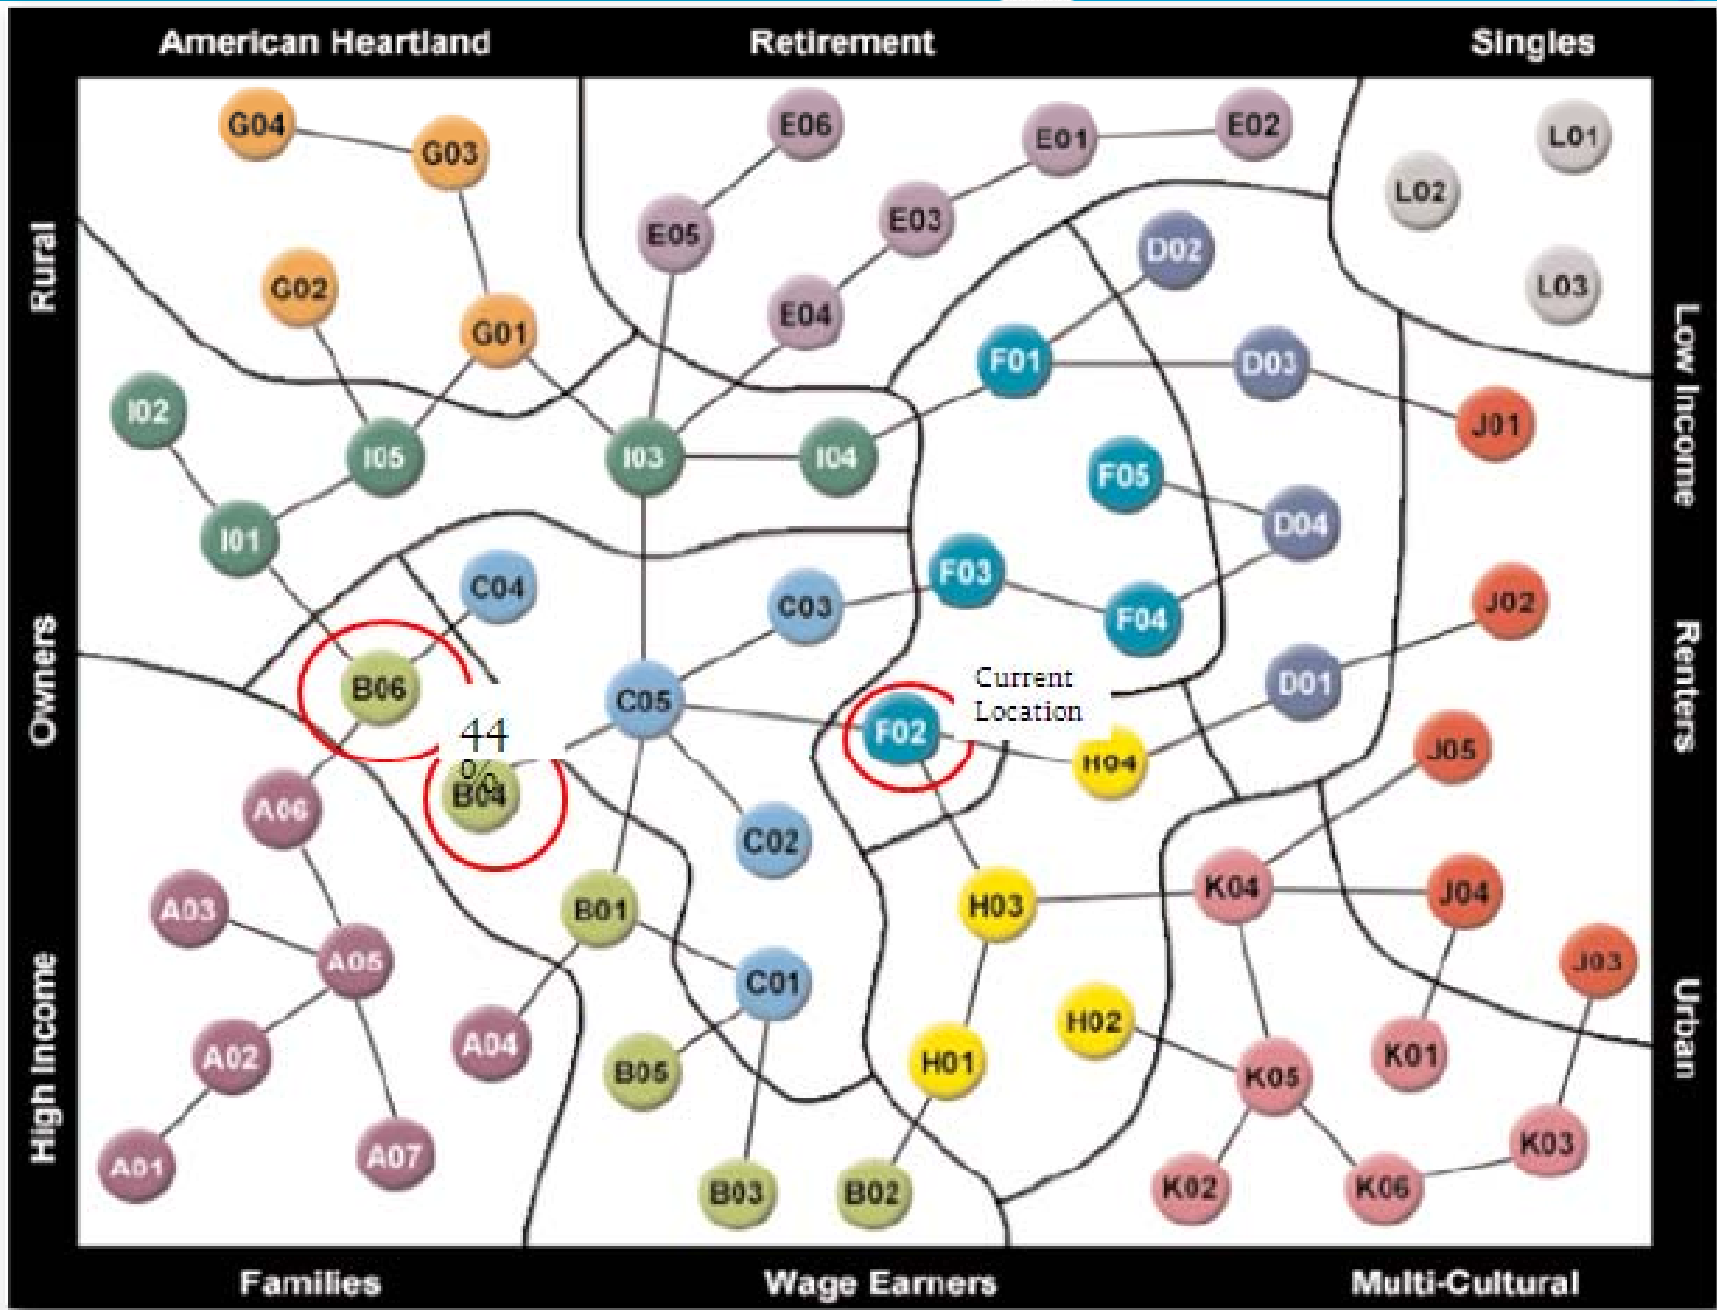 American Heartland
Retirement
Singles
Rural
Owners
High Income
Low Income
Renters
Urban
Families
Wage Earners
Multi-Cultural
G04
G03
E06
E01
E02
L01
L02
E05
E03
D02
G02
G01
E04
L03
F01
D03
I02
J01
I05
I03
I04
F05
D04
I01
C04
C03
F03
F04
J02
B06
C05
F02
Current
Location
D01
44
%
B04
H04
J05
A06
C02
A03
B01
H03
K04
J04
A05
C01
J03
A02
A04
B05
H01
H02
K05
K01
A01
A07
B03
B02
K02
K06
K03